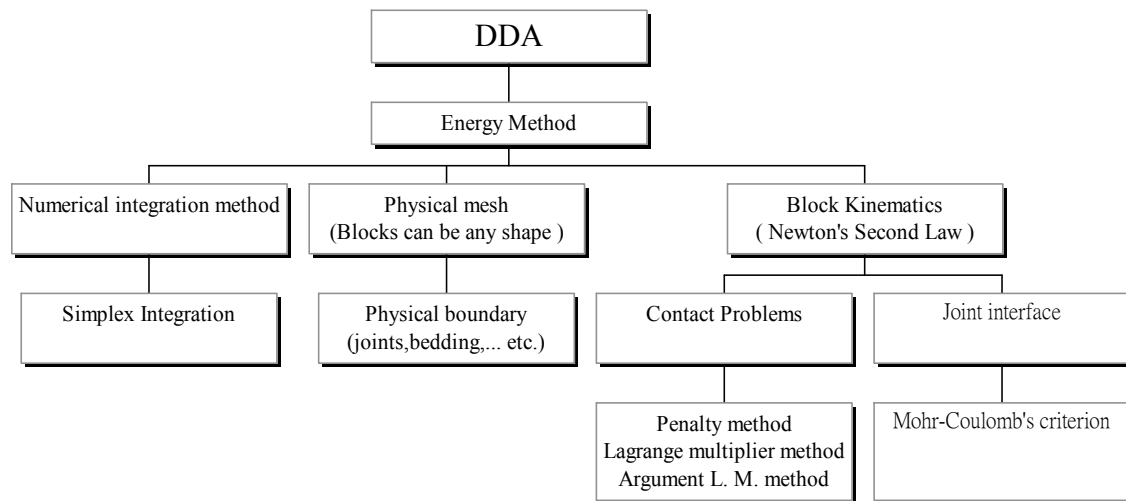 DDA
Energy Method
Numerical integration method
Physical mesh
(Blocks can be any shape )
Block Kinematics
( Newton's Second Law )
Simplex Integration
Physical boundary
(joints,bedding,... etc.)
Contact Problems
Joint interface
Penalty method
Lagrange multiplier method
Argument L. M. method
Mohr-Coulomb's criterion